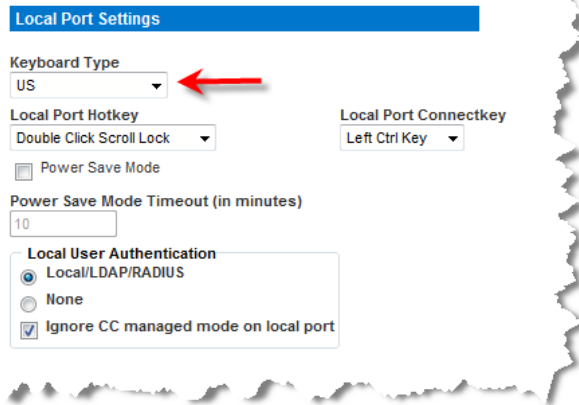 Local Port Settings
Keyboard Type
US
Local Port Hotkey
Local Port Connectkey
Double Click Scroll Lock
Left Ctrl Key
Power Save Mode
Power Save Mode Timeout (in minutes)
10
Local User Authentication
Local/LDAP/RADIUS
None
Ignore CC managed mode on local port